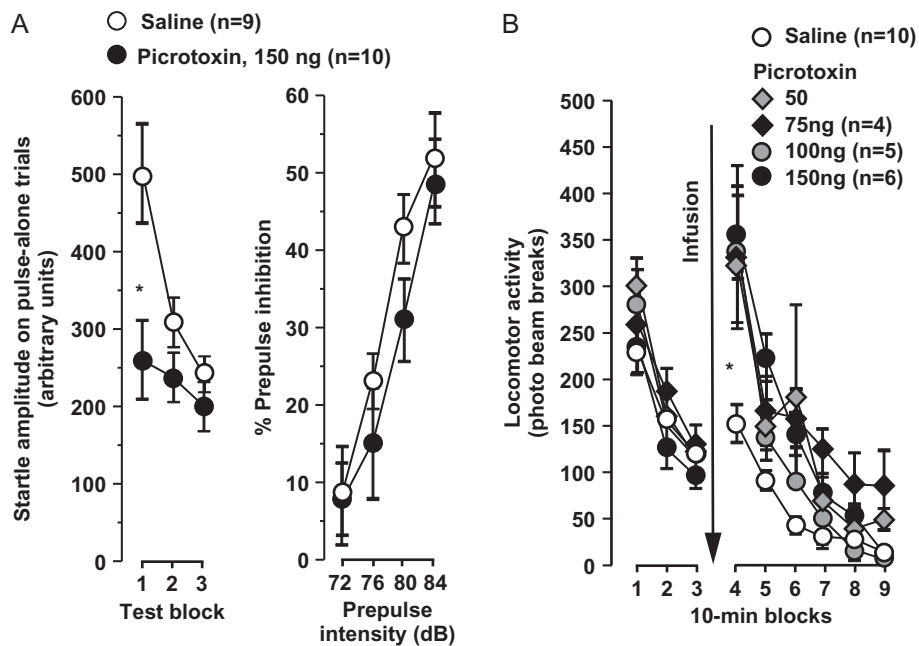 A
Saline (n=9)
Picrotoxin, 150 ng (n=10)
Startle amplitude on pulse-alone trials
(arbitrary units)
600
500
400
300
200
100
0
*
1 2 3
Test block
% Prepulse inhibition
60
50
40
30
20
10
0
72 76 80 84
Prepulse
intensity (dB)
B
Saline (n=10)
Picrotoxin
50
75ng (n=4)
100ng (n=5)
150ng (n=6)
Locomotor activity
(photo beam breaks)
500
450
400
350
300
250
200
150
100
50
0
Infusion
*
1 2 3 4 5 6 7 8 9
10-min blocks